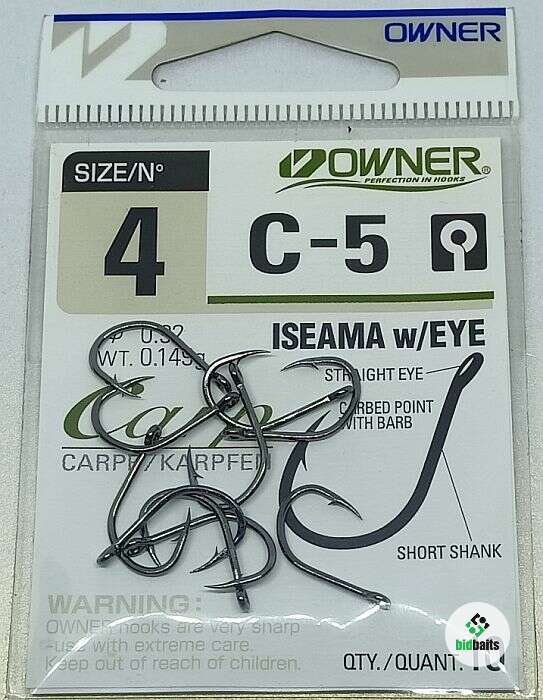 OWNER
SIZE/Nº
4
OWNER®
PERFECTION IN HOOKS
C-5
ISEAMA w/EYE
WT. 0.149g
STRAIGHT EYE
CURBED POINT
WITH BARB
Carp
CARPE/KARPFEN
SHORT SHANK
WARNING:
OWNER hooks are very sharp
-use with extreme care.
Keep out of reach of children.
QTY./QUANT.
bidbaits